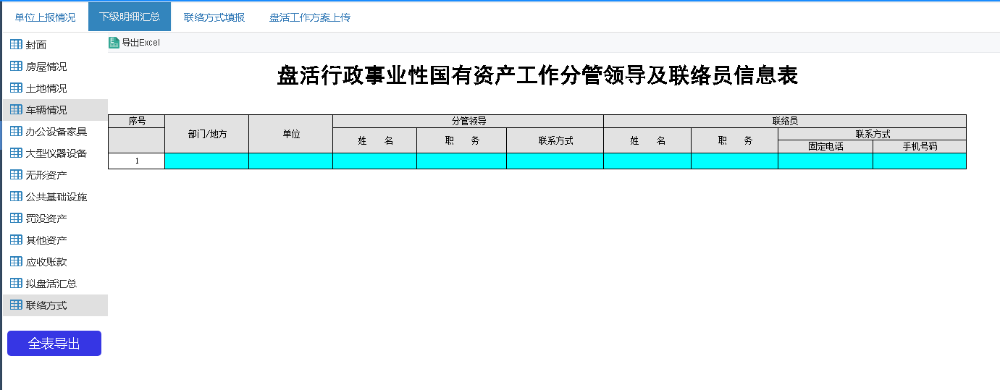 单位上报情况 下级明细汇总 联络方式填报 盘活工作方案上传
封面
房屋情况
土地情况
车辆情况
办公设备家具
大型仪器设备
无形资产
公共基础设施
罚没资产
其他资产
应收账款
拟盘活汇总
联络方式
全表导出
导出Excel
盘活行政事业性国有资产工作分管领导及联络员信息表
序号 部门/地方 单位 分管领导 联络员
姓 名 职 务 联系方式 姓 名 职 务 联系方式
固定电话 手机号码
1